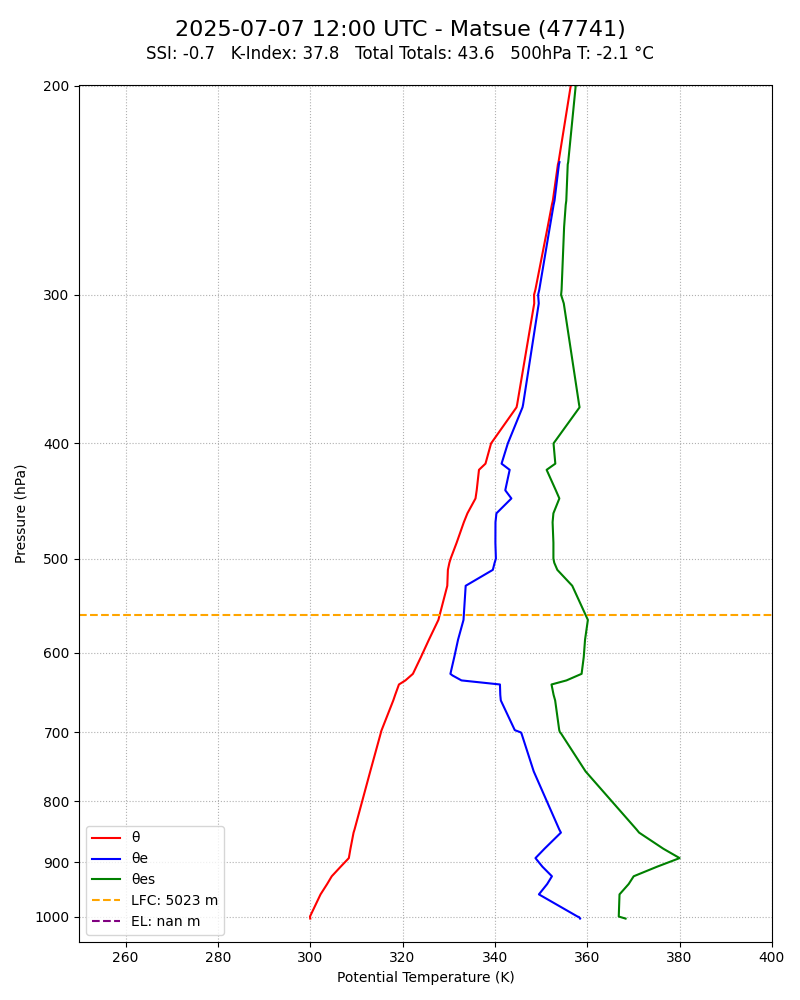 2025-07-07 12:00 UTC - Matsue (47741)
SSI: -0.7 K-Index: 37.8 Total Totals: 43.6 500hPa T: -2.1 °C
200
300
400
500
600
700
800
900
1000
Pressure (hPa)
θ
θe
θes
LFC: 5023 m
EL: nan m
260 280 300 320 340 360 380 400
Potential Temperature (K)